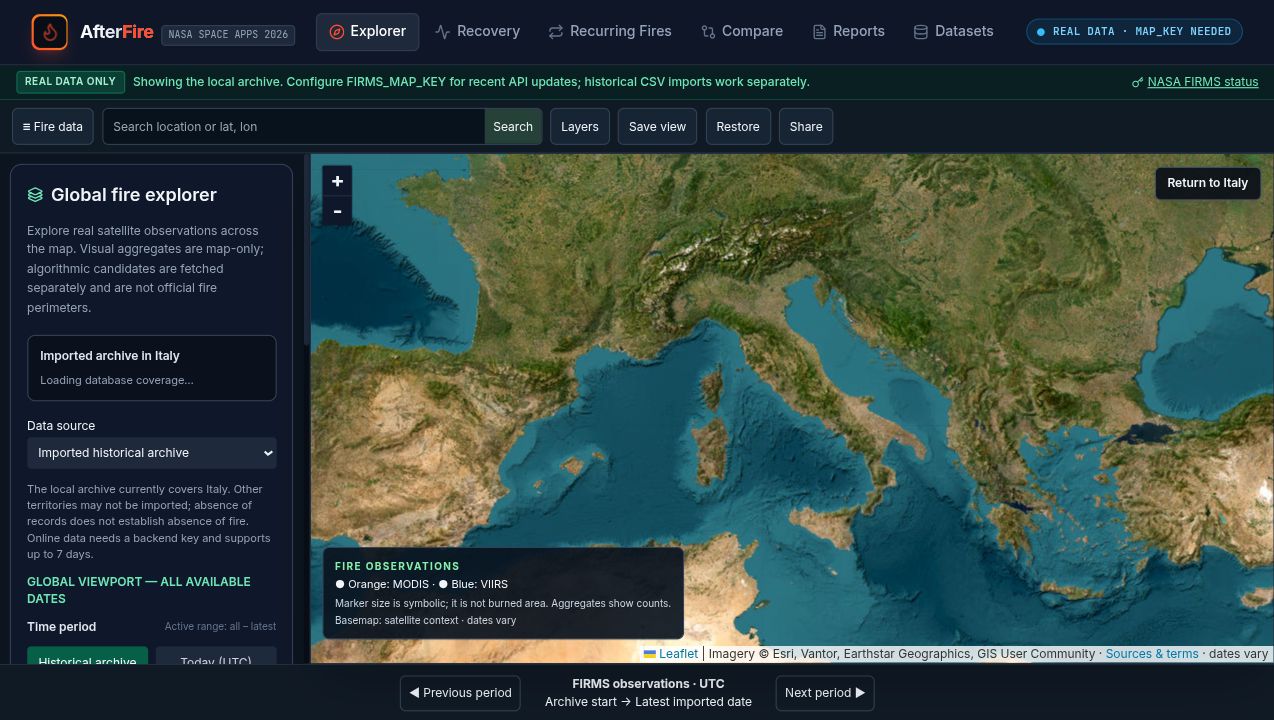 AfterFire
NASA SPACE APPS 2026
Explorer
Recovery
Recurring Fires
Compare
Reports
Datasets
REAL DATA · MAP_KEY NEEDED
REAL DATA ONLY
Showing the local archive. Configure FIRMS_MAP_KEY for recent API updates; historical CSV imports work separately.
NASA FIRMS status
≡ Fire data
Search location or lat, lon
Search
Layers
Save view
Restore
Share
Global fire explorer
Explore real satellite observations across
the map. Visual aggregates are map-only;
algorithmic candidates are fetched
separately and are not official fire
perimeters.
Imported archive in Italy
Loading database coverage...
Data source
Imported historical archive
The local archive currently covers Italy. Other
territories may not be imported; absence of
records does not establish absence of fire.
Online data needs a backend key and supports
up to 7 days.
GLOBAL VIEWPORT — ALL AVAILABLE
DATES
Time period
Active range: all – latest
Historical archive
Today (UTC)
+
-
Return to Italy
FIRE OBSERVATIONS
● Orange: MODIS · ● Blue: VIIRS
Marker size is symbolic; it is not burned area. Aggregates show counts.
Basemap: satellite context · dates vary
Leaflet | Imagery © Esri, Vantor, Earthstar Geographics, GIS User Community · Sources & terms · dates vary
◀ Previous period
FIRMS observations · UTC
Archive start → Latest imported date
Next period ▶